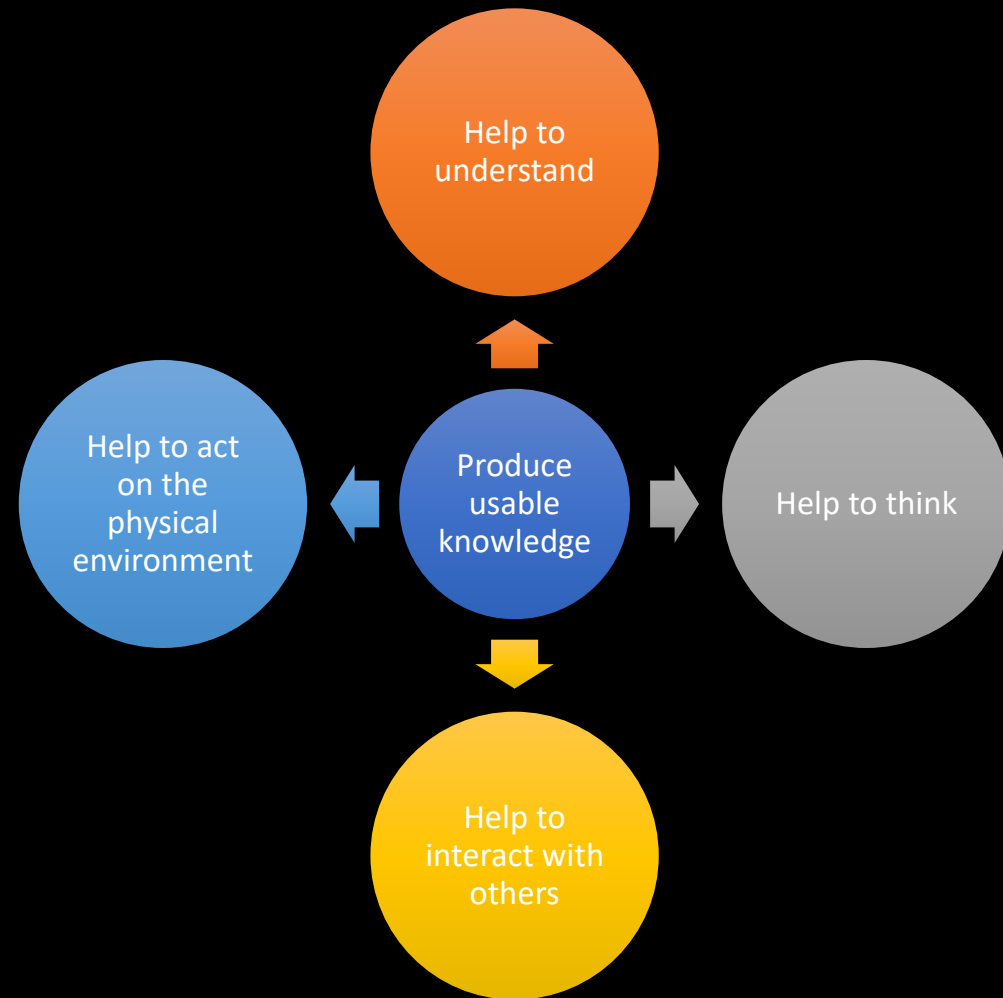 Help to
understand
Help to act
on the
physical
environment
Produce
usable
knowledge
Help to think
Help to
interact with
others